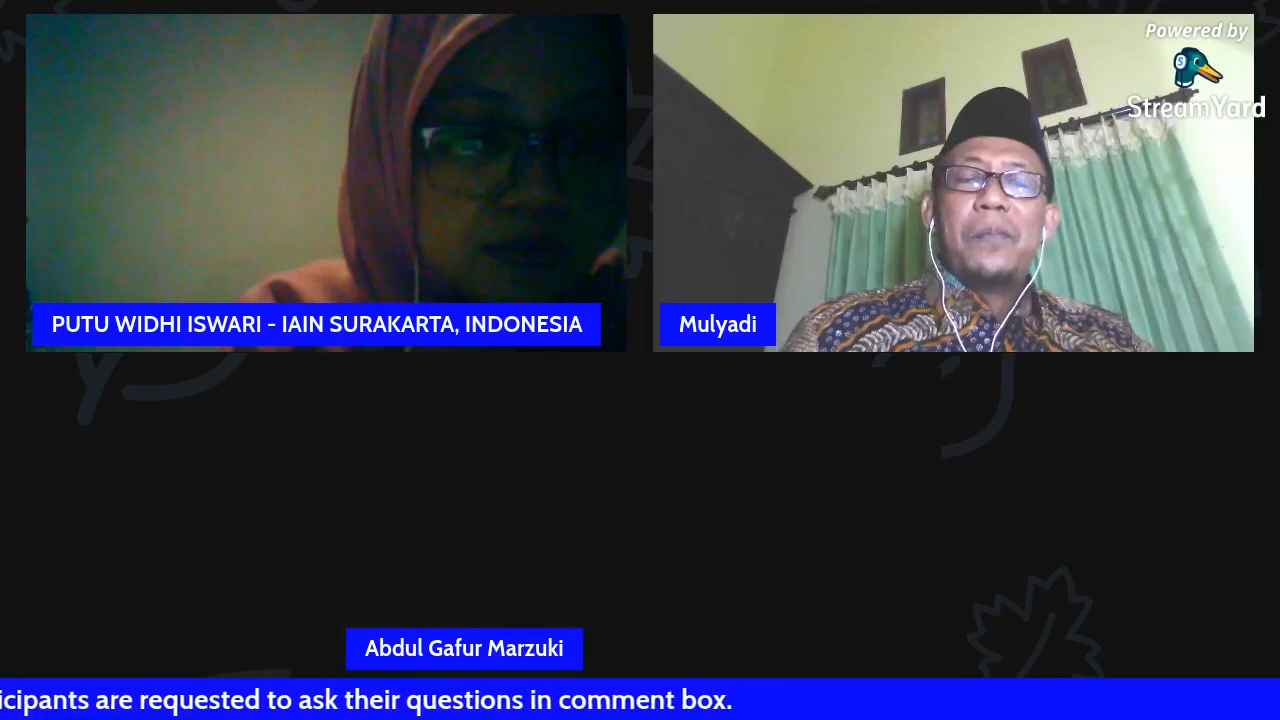 Powered by
StreamYard
PUTU WIDHI ISWARI - IAIN SURAKARTA, INDONESIA
Mulyadi
Abdul Gafur Marzuki
icipants are requested to ask their questions in comment box.